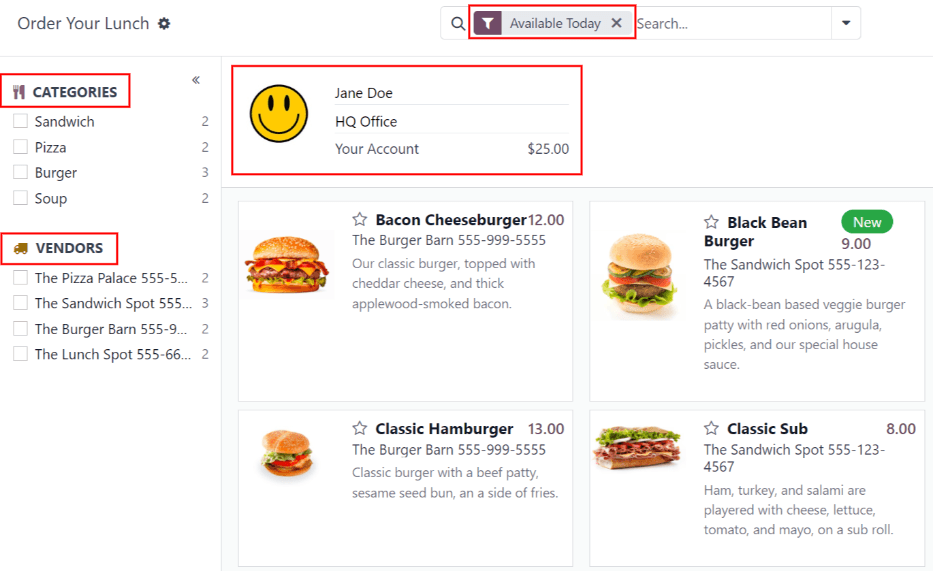 Order Your Lunch
Available Today
Search...
CATEGORIES
Sandwich 2
Pizza 2
Burger 3
Soup 2
VENDORS
The Pizza Palace 555-5... 2
The Sandwich Spot 555... 3
The Burger Barn 555-9... 2
The Lunch Spot 555-66... 2
Jane Doe
HQ Office
Your Account $25.00
Bacon Cheeseburger 12.00
The Burger Barn 555-999-5555
Our classic burger, topped with
cheddar cheese, and thick
applewood-smoked bacon.
Black Bean
Burger
New
9.00
The Sandwich Spot 555-123-
4567
A black-bean based veggie burger
patty with red onions, arugula,
pickles, and our special house
sauce.
Classic Hamburger 13.00
The Burger Barn 555-999-5555
Classic burger with a beef patty,
sesame seed bun, an a side of fries.
Classic Sub 8.00
The Sandwich Spot 555-123-
4567
Ham, turkey, and salami are
playered with cheese, lettuce,
tomato, and mayo, on a sub roll.